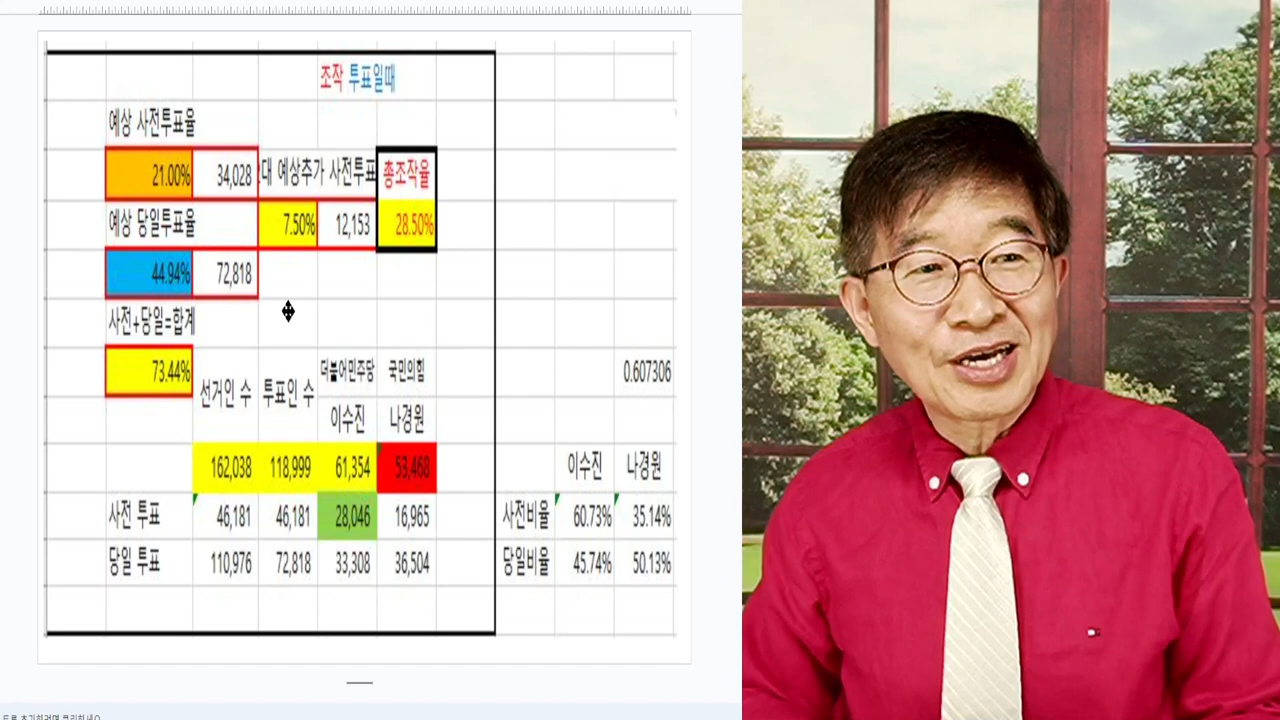 조작 투표일때
예상 사전투표율
21.00% 34,028 대 예상추가 사전투표 총조작율
예상 당일투표율 7.50% 12,153 28.50%
44.94% 72,818
사전+당일=합계
73.44% 선거인 수 투표인 수 더불어민주당 국민의힘 0.607306
이수진 나경원
162,038 118,999 61,354 53,468 이수진 나경원
사전 투표 46,181 46,181 28,046 16,965 사전비율 60.73% 35.14%
당일 투표 110,976 72,818 33,308 36,504 당일비율 45.74% 50.13%